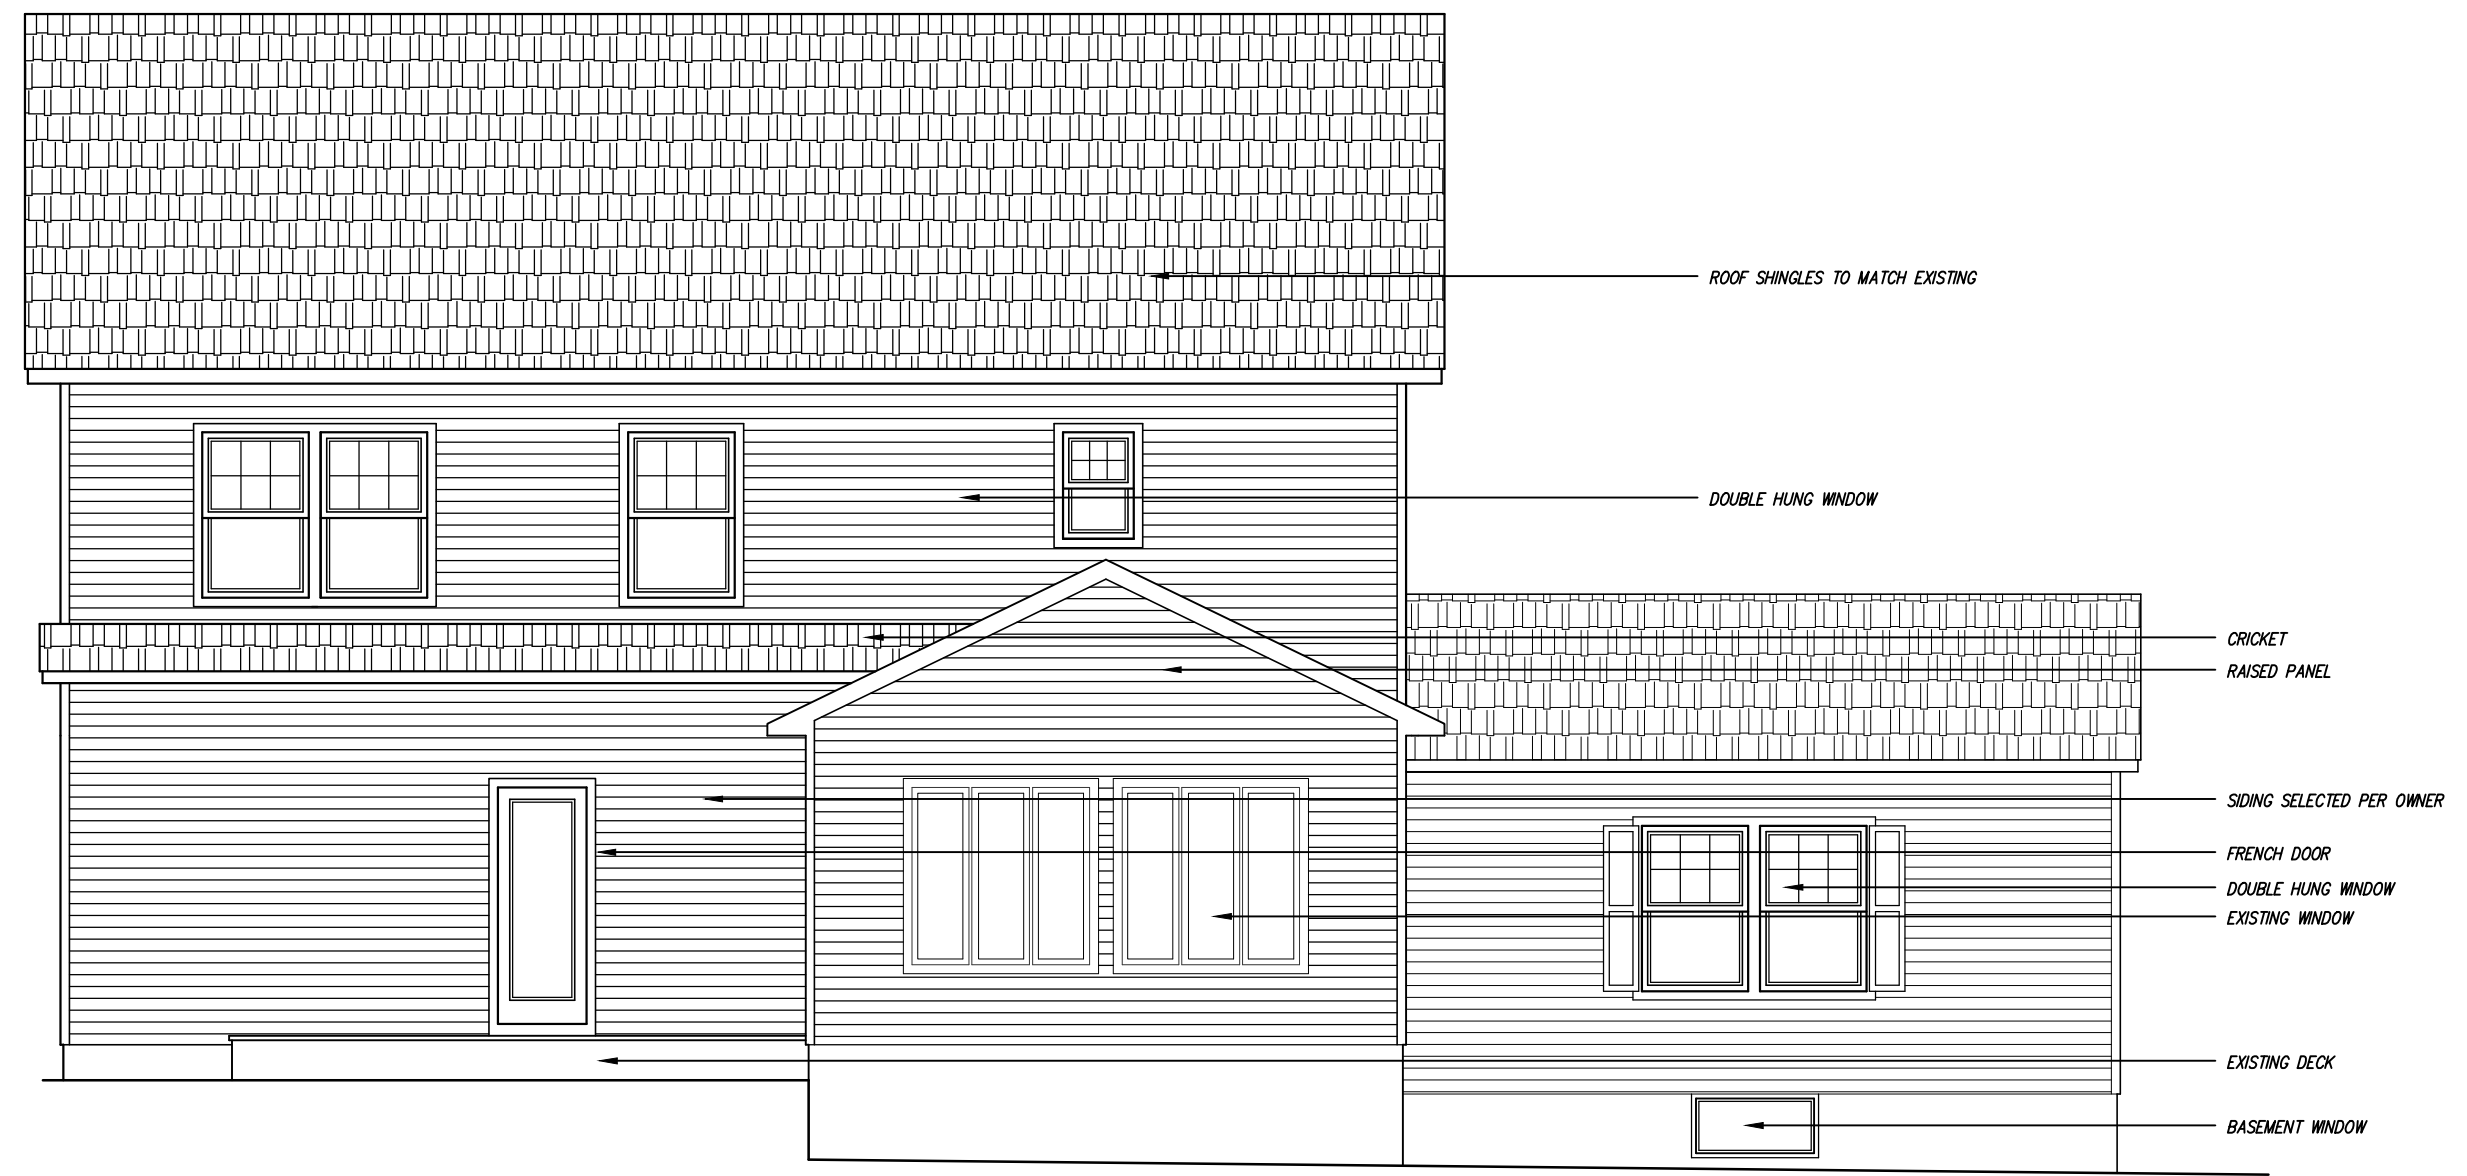 ROOF SHINGLES TO MATCH EXISTING
DOUBLE HUNG WINDOW
CRICKET
RAISED PANEL
SIDING SELECTED PER OWNER
FRENCH DOOR
DOUBLE HUNG WINDOW
EXISTING WINDOW
EXISTING DECK
BASEMENT WINDOW